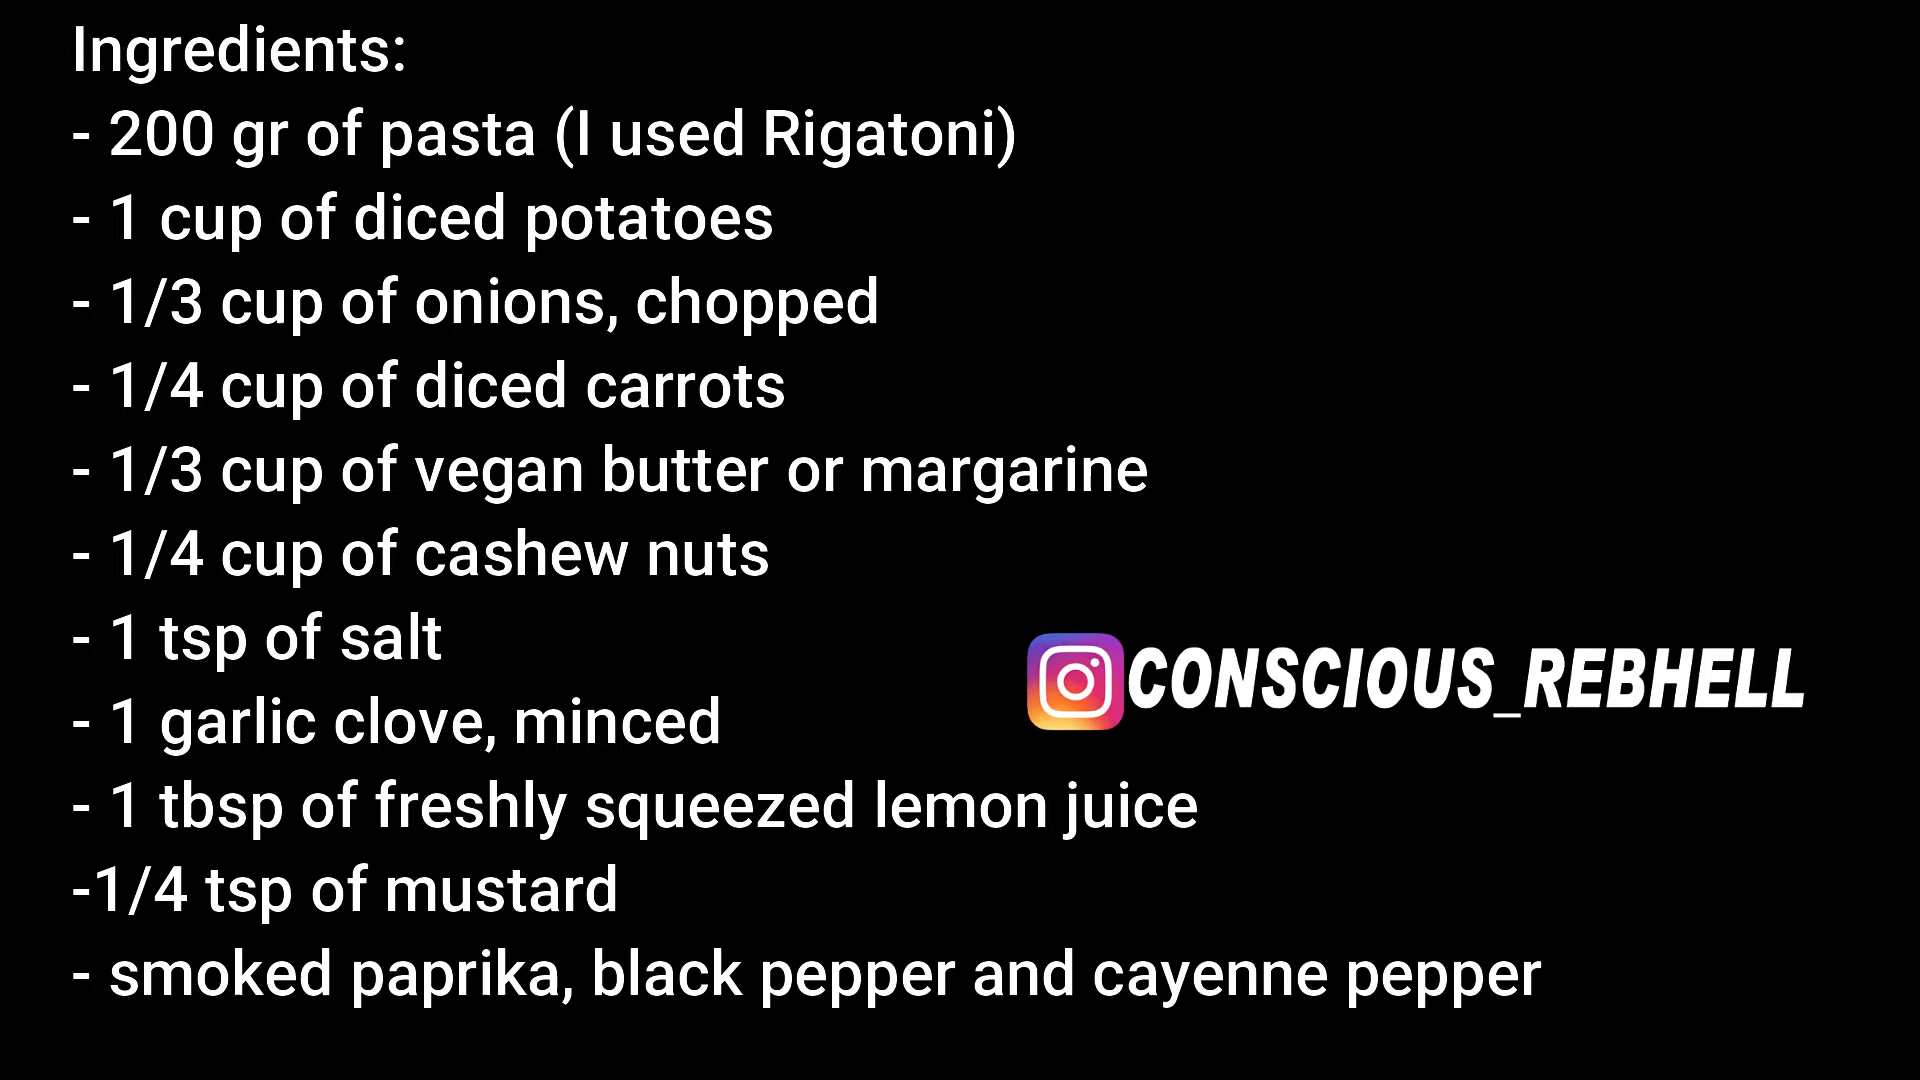 Ingredients:
- 200 gr of pasta (I used Rigatoni)
- 1 cup of diced potatoes
- 1/3 cup of onions, chopped
- 1/4 cup of diced carrots
- 1/3 cup of vegan butter or margarine
- 1/4 cup of cashew nuts
- 1 tsp of salt
CONSCIOUS_REBHELL
- 1 garlic clove, minced
- 1 tbsp of freshly squeezed lemon juice
-1/4 tsp of mustard
- smoked paprika, black pepper and cayenne pepper